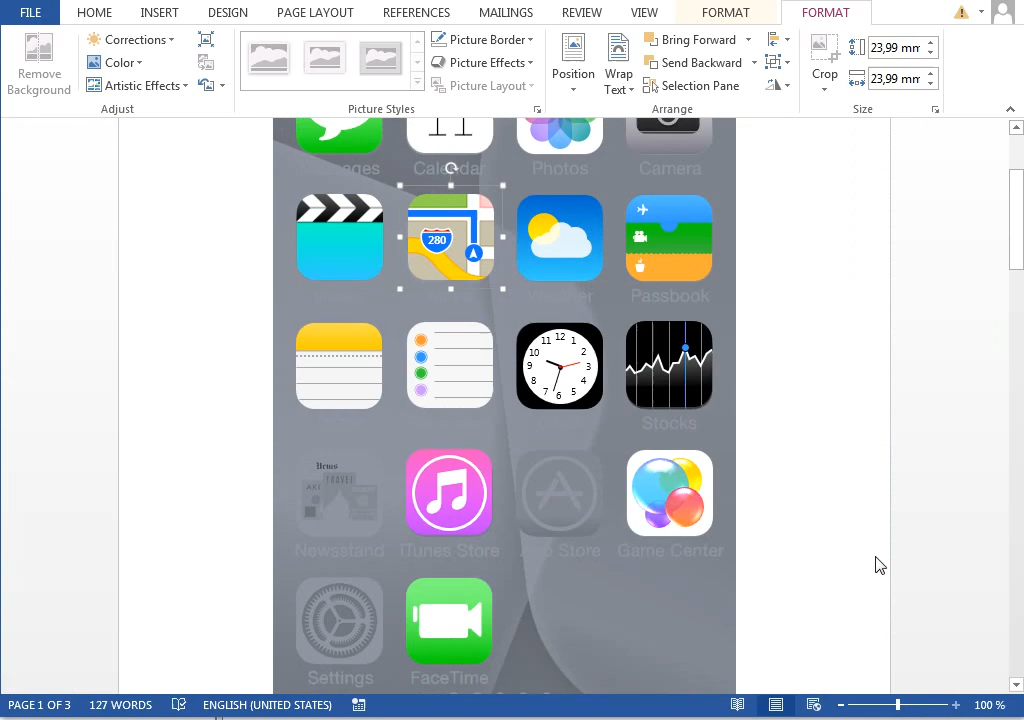 FILE HOME INSERT DESIGN PAGE LAYOUT REFERENCES MAILINGS REVIEW VIEW FORMAT FORMAT
Remove Background
Corrections
Color
Artistic Effects
Adjust
Picture Styles
Picture Border
Picture Effects
Picture Layout
Position
Wrap Text
Bring Forward
Send Backward
Selection Pane
Arrange
Crop
23,99 mm
23,99 mm
Size
11
Messages Calendar Photos Camera
280
Weather Passbook
12 1 2 3 4 5 6 7 8 9 10 11
Stocks
News
TRAVEL
Newsstand iTunes Store App Store Game Center
Settings FaceTime
PAGE 1 OF 3 127 WORDS ENGLISH (UNITED STATES) 100 %